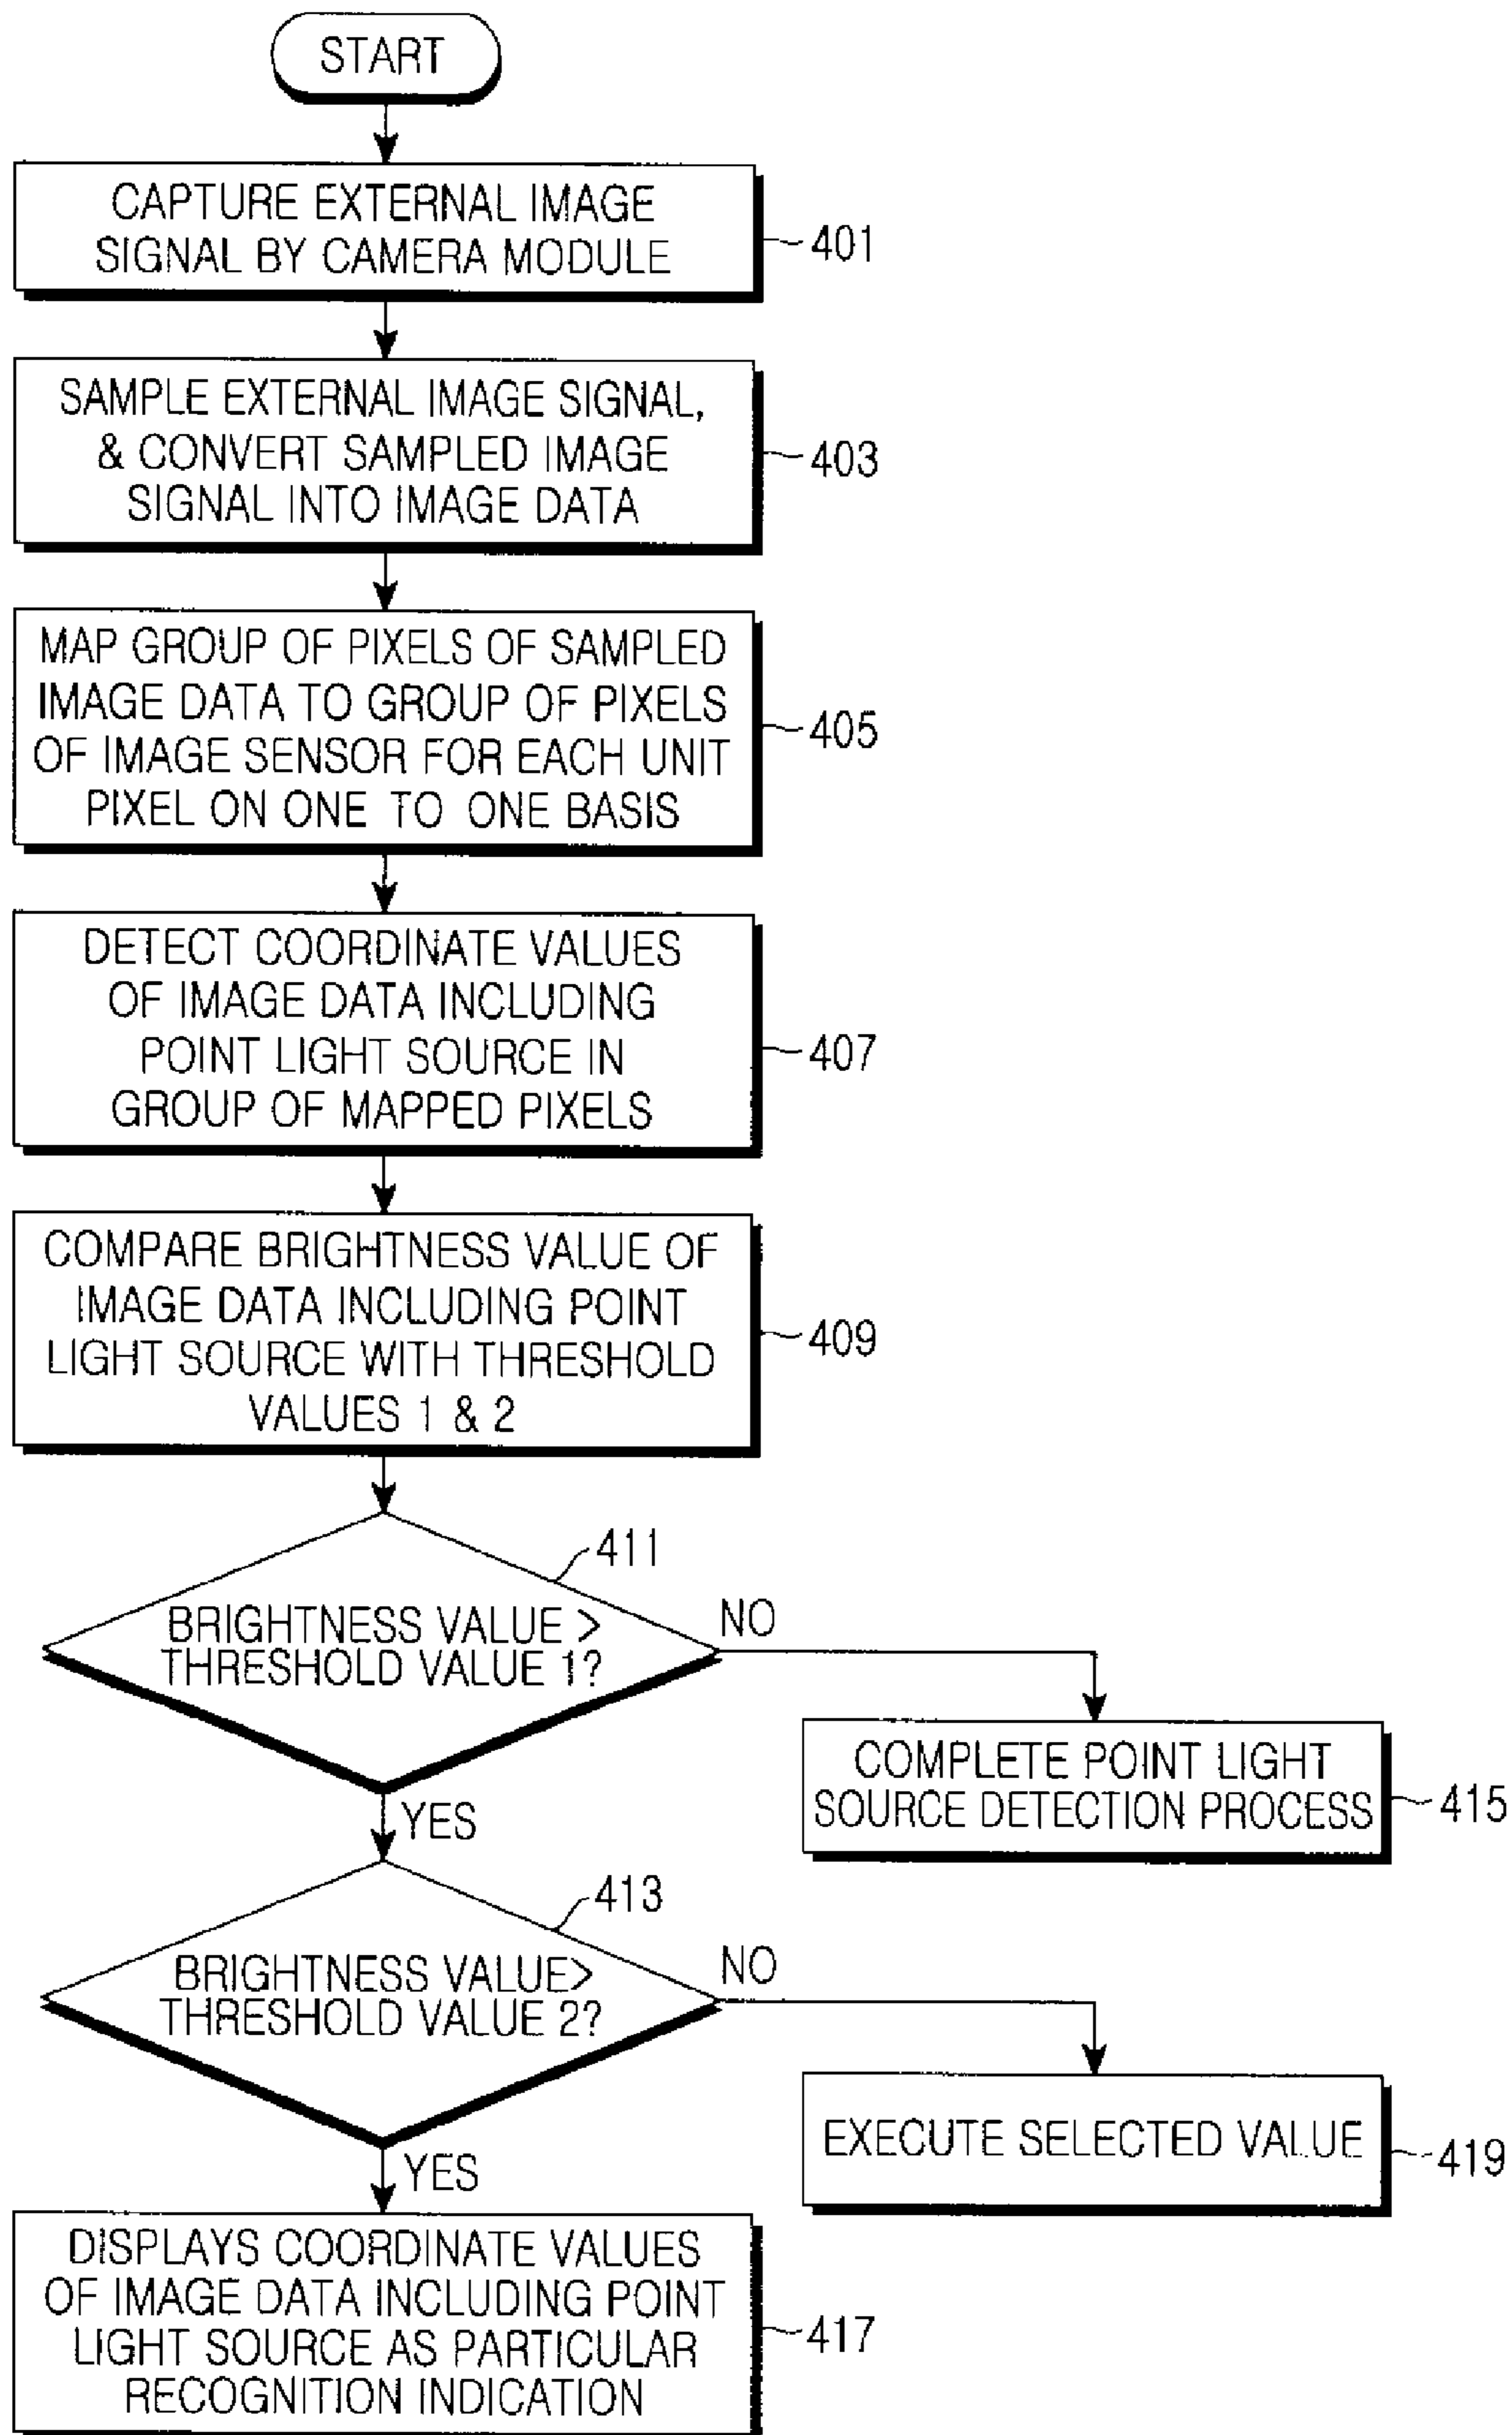 START
CAPTURE EXTERNAL IMAGE
SIGNAL BY CAMERA MODULE
401
SAMPLE EXTERNAL IMAGE SIGNAL,
& CONVERT SAMPLED IMAGE
SIGNAL INTO IMAGE DATA
403
MAP GROUP OF PIXELS OF SAMPLED
IMAGE DATA TO GROUP OF PIXELS
OF IMAGE SENSOR FOR EACH UNIT
PIXEL ON ONE TO ONE BASIS
405
DETECT COORDINATE VALUES
OF IMAGE DATA INCLUDING
POINT LIGHT SOURCE IN
GROUP OF MAPPED PIXELS
407
COMPARE BRIGHTNESS VALUE OF
IMAGE DATA INCLUDING POINT
LIGHT SOURCE WITH THRESHOLD
VALUES 1 & 2
409
411
BRIGHTNESS VALUE >
THRESHOLD VALUE 1?
NO
YES
COMPLETE POINT LIGHT
SOURCE DETECTION PROCESS
415
413
BRIGHTNESS VALUE>
THRESHOLD VALUE 2?
NO
YES
EXECUTE SELECTED VALUE
419
DISPLAYS COORDINATE VALUES
OF IMAGE DATA INCLUDING POINT
LIGHT SOURCE AS PARTICULAR
RECOGNITION INDICATION
417